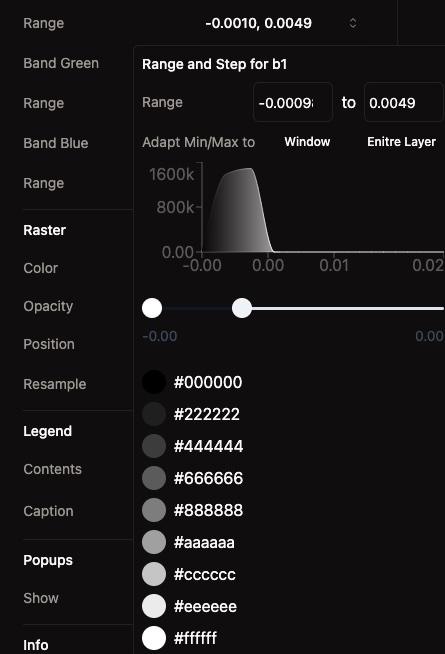 Range
-0.0010, 0.0049
Band Green
Range
Band Blue
Range
Raster
Color
Opacity
Position
Resample
Legend
Contents
Caption
Popups
Show
Info
Range and Step for b1
Range
-0.0009
to
0.0049
Adapt Min/Max to
Window
Enitre Layer
1600k
800k
0.00
-0.00
0.00
0.01
0.02
-0.00
0.00
#000000
#222222
#444444
#666666
#888888
#aaaaaa
#cccccc
#eeeeee
#ffffff